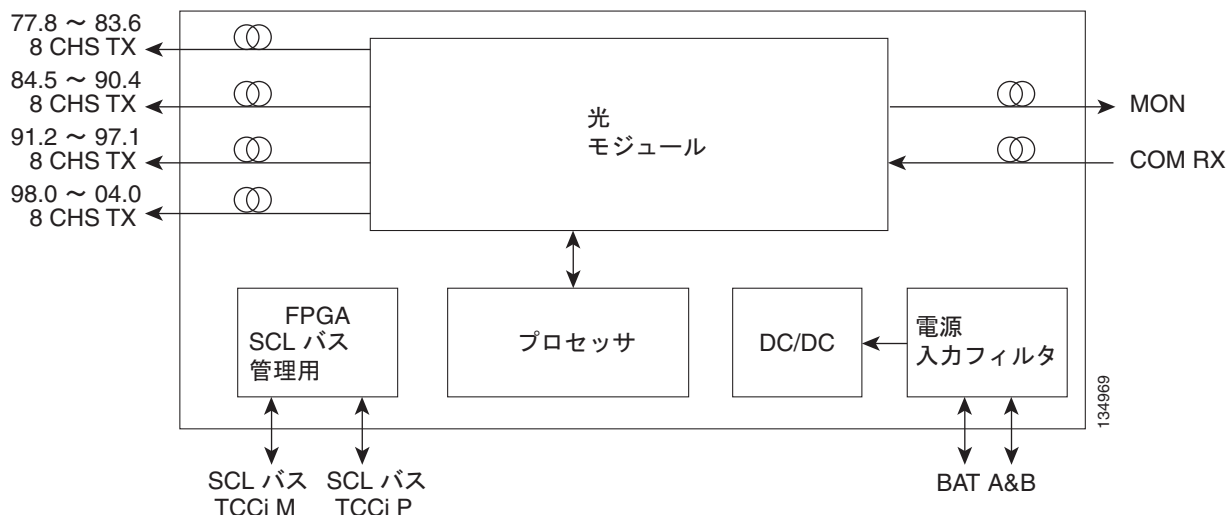 77.8 ～ 83.6
8 CHS TX
84.5 ～ 90.4
8 CHS TX
91.2 ～ 97.1
8 CHS TX
98.0 ～ 04.0
8 CHS TX
光
モジュール
MON
COM RX
FPGA
SCL バス
管理用
プロセッサ
DC/DC
電源
入力フィルタ
134969
SCL バス
TCCi M
SCL バス
TCCi P
BAT A&B